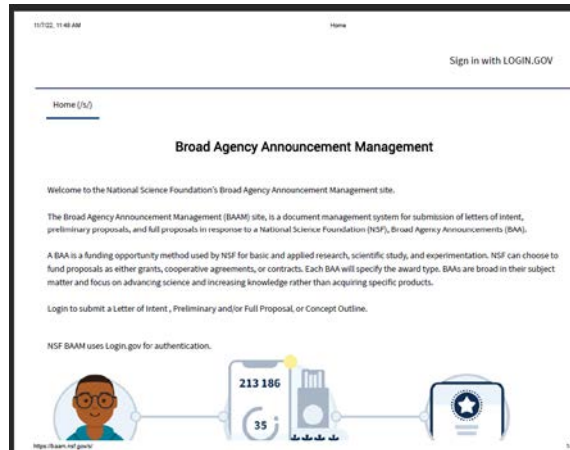 11/7/22, 11:48 AM
Home
Sign in with LOGIN.GOV
Home (/s/)
Broad Agency Announcement Management
Welcome to the National Science Foundation's Broad Agency Announcement Management site.
The Broad Agency Announcement Management (BAAM) site, is a document management system for submission of letters of intent,
preliminary proposals, and full proposals in response to a National Science Foundation (NSF), Broad Agency Announcements (BAA).
A BAA is a funding opportunity method used by NSF for basic and applied research, scientific study, and experimentation. NSF can choose to
fund proposals as either grants, cooperative agreements, or contracts. Each BAA will specify the award type. BAAs are broad in their subject
matter and focus on advancing science and increasing knowledge rather than acquiring specific products.
Login to submit a Letter of Intent , Preliminary and/or Full Proposal, or Concept Outline.
NSF BAAM uses Login.gov for authentication.
213 186
35
****
https://baam.nsf.gov/s/